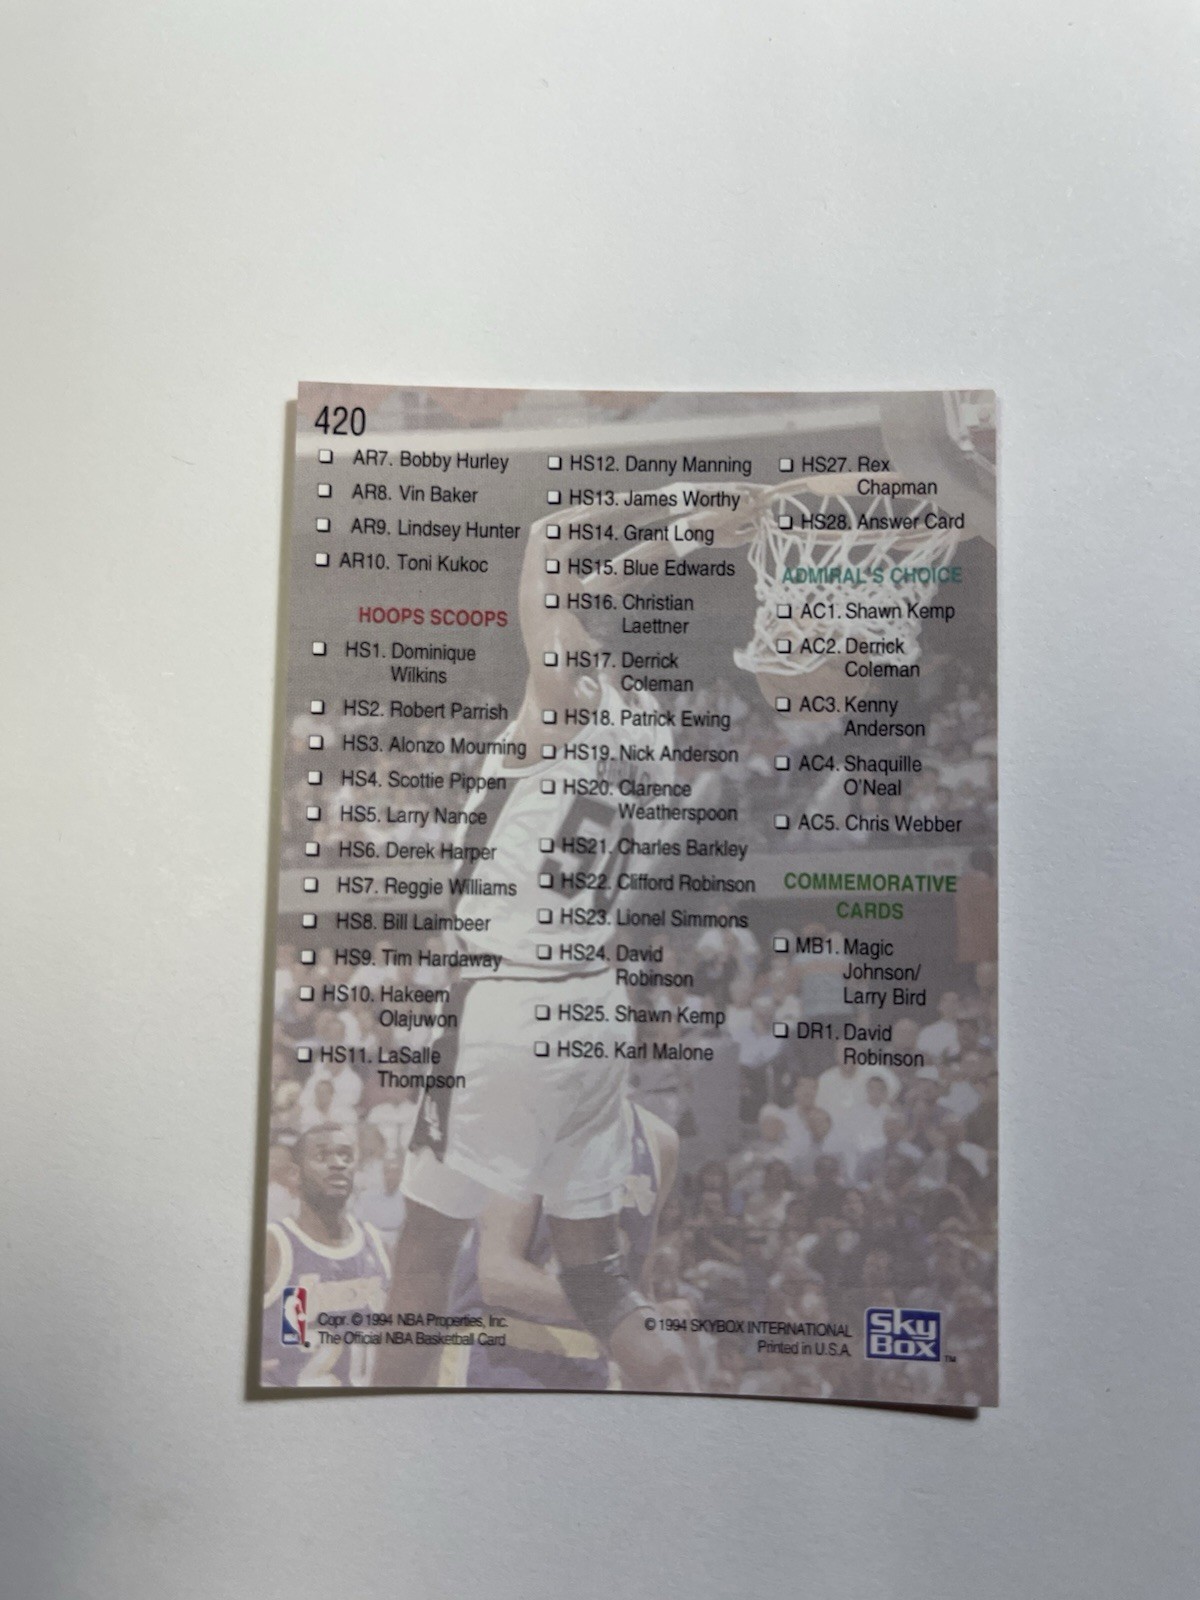 420
❏ AR7. Bobby Hurley
❏ AR8. Vin Baker
❏ AR9. Lindsey Hunter
❏ AR10. Toni Kukoc
HOOPS SCOOPS
❏ HS1. Dominique
Wilkins
❏ HS2. Robert Parrish
❏ HS3. Alonzo Mourning
❏ HS4. Scottie Pippen
❏ HS5. Larry Nance
❏ HS6. Derek Harper
❏ HS7. Reggie Williams
❏ HS8. Bill Laimbeer
❏ HS9. Tim Hardaway
❏ HS10. Hakeem
Olajuwon
❏ HS11. LaSalle
Thompson
❏ HS12. Danny Manning
❏ HS13. James Worthy
❏ HS14. Grant Long
❏ HS15. Blue Edwards
❏ HS16. Christian
Laettner
❏ HS17. Derrick
Coleman
❏ HS18. Patrick Ewing
❏ HS19. Nick Anderson
❏ HS20. Clarence
Weatherspoon
❏ HS21. Charles Barkley
❏ HS22. Clifford Robinson
❏ HS23. Lionel Simmons
❏ HS24. David
Robinson
❏ HS25. Shawn Kemp
❏ HS26. Karl Malone
❏ HS27. Rex
Chapman
❏ HS28. Answer Card
ADMIRAL'S CHOICE
❏ AC1. Shawn Kemp
❏ AC2. Derrick
Coleman
❏ AC3. Kenny
Anderson
❏ AC4. Shaquille
O'Neal
❏ AC5. Chris Webber
COMMEMORATIVE
CARDS
❏ MB1. Magic
Johnson/
Larry Bird
❏ DR1. David
Robinson
Copr. © 1994 NBA Properties, Inc.
The Official NBA Basketball Card
© 1994 SKYBOX INTERNATIONAL
Printed in U.S.A.
Sky
Box
TM